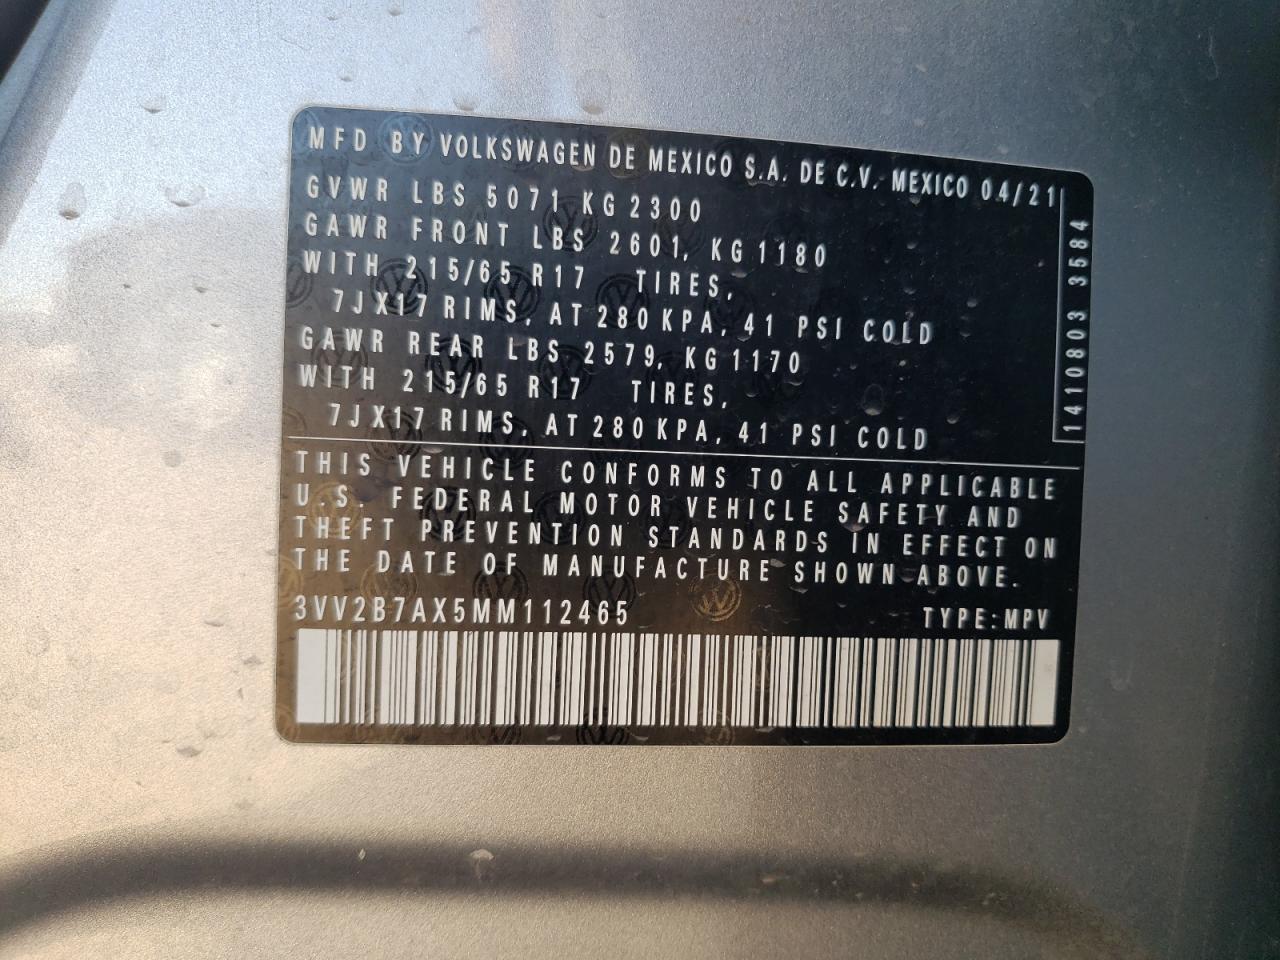 MFD BY VOLKSWAGEN DE MEXICO S.A. DE C.V. MEXICO 04/21
GVWR LBS 5071 KG 2300
GAWR FRONT LBS 2601, KG 1180
WITH 215/65 R17 TIRES,
7JX17 RIMS, AT 280 KPA, 41 PSI COLD
GAWR REAR LBS 2579, KG 1170
WITH 215/65 R17 TIRES,
7JX17 RIMS, AT 280 KPA, 41 PSI COLD
1410803 3584
THIS VEHICLE CONFORMS TO ALL APPLICABLE
U.S. FEDERAL MOTOR VEHICLE SAFETY AND
THEFT PREVENTION STANDARDS IN EFFECT ON
THE DATE OF MANUFACTURE SHOWN ABOVE.
3VV2B7AX5MM112465 TYPE: MPV